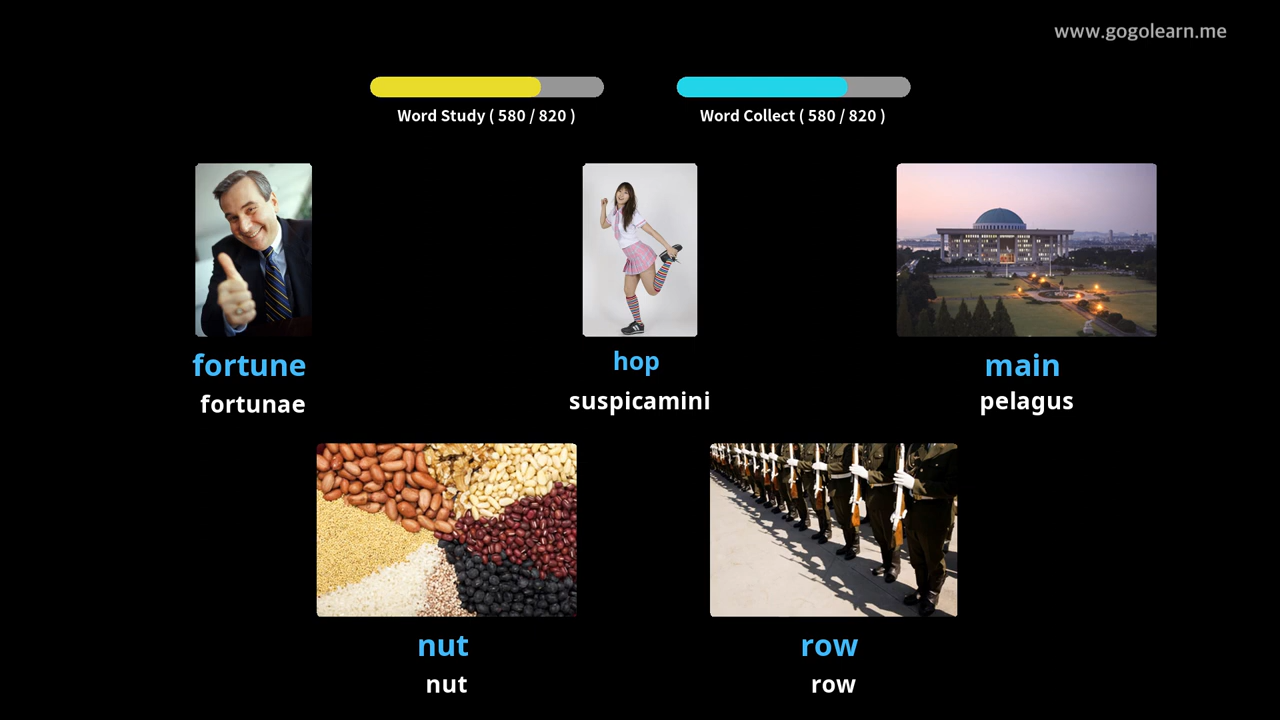 www.gogolearn.me
Word Study ( 580 / 820 )
Word Collect ( 580 / 820 )
fortune
fortunae
hop
suspicamini
main
pelagus
nut
nut
row
row